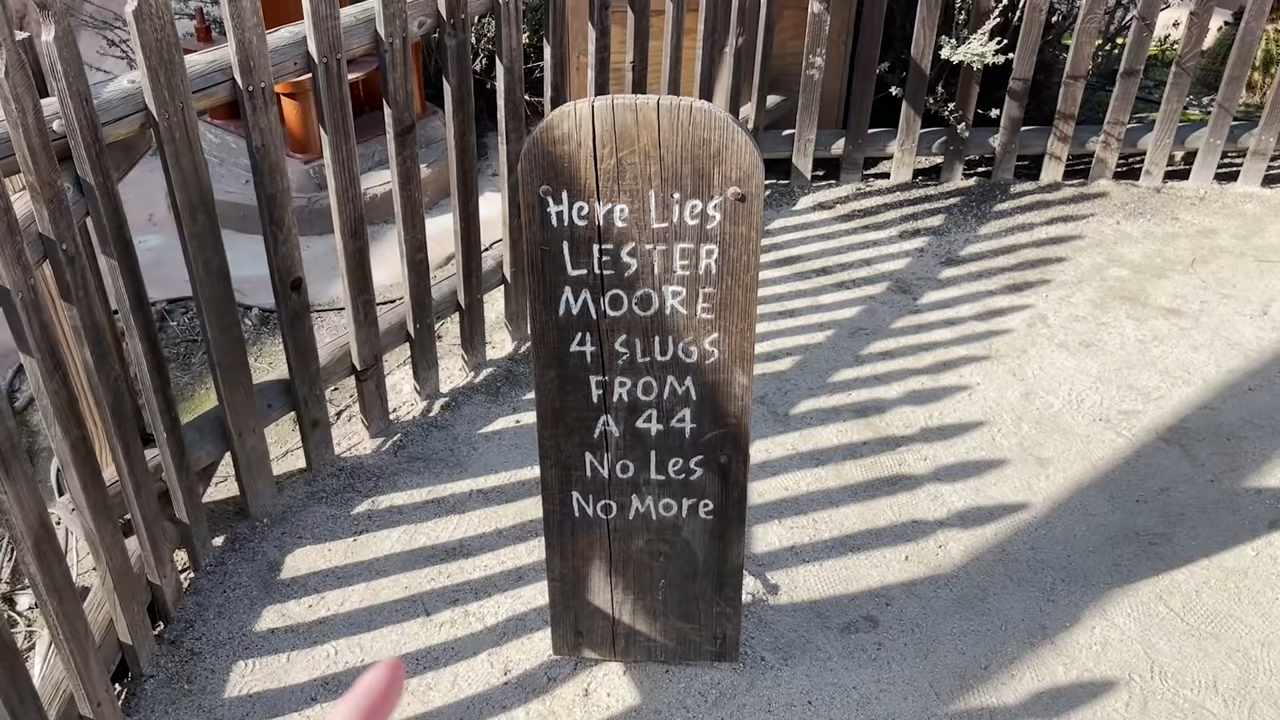 Here Lies
LESTER
MOORE
4 SLUGS
FROM
A 44
No Les
No More